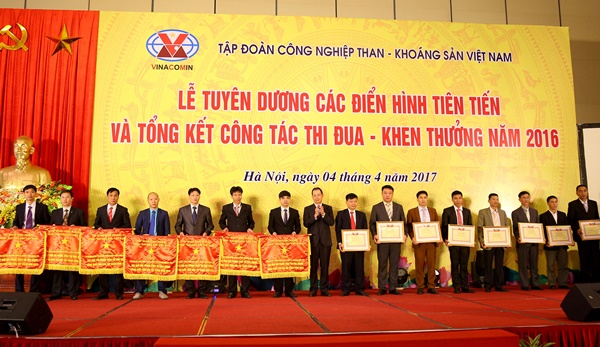 VINACOMIN
TẬP ĐOÀN CÔNG NGHIỆP THAN - KHOÁNG SẢN VIỆT NAM
LỄ TUYÊN DƯƠNG CÁC ĐIỂN HÌNH TIÊN TIẾN
VÀ TỔNG KẾT CÔNG TÁC THI ĐUA - KHEN THƯỞNG NĂM 2016
Hà Nội, ngày 04 tháng 4 năm 2017